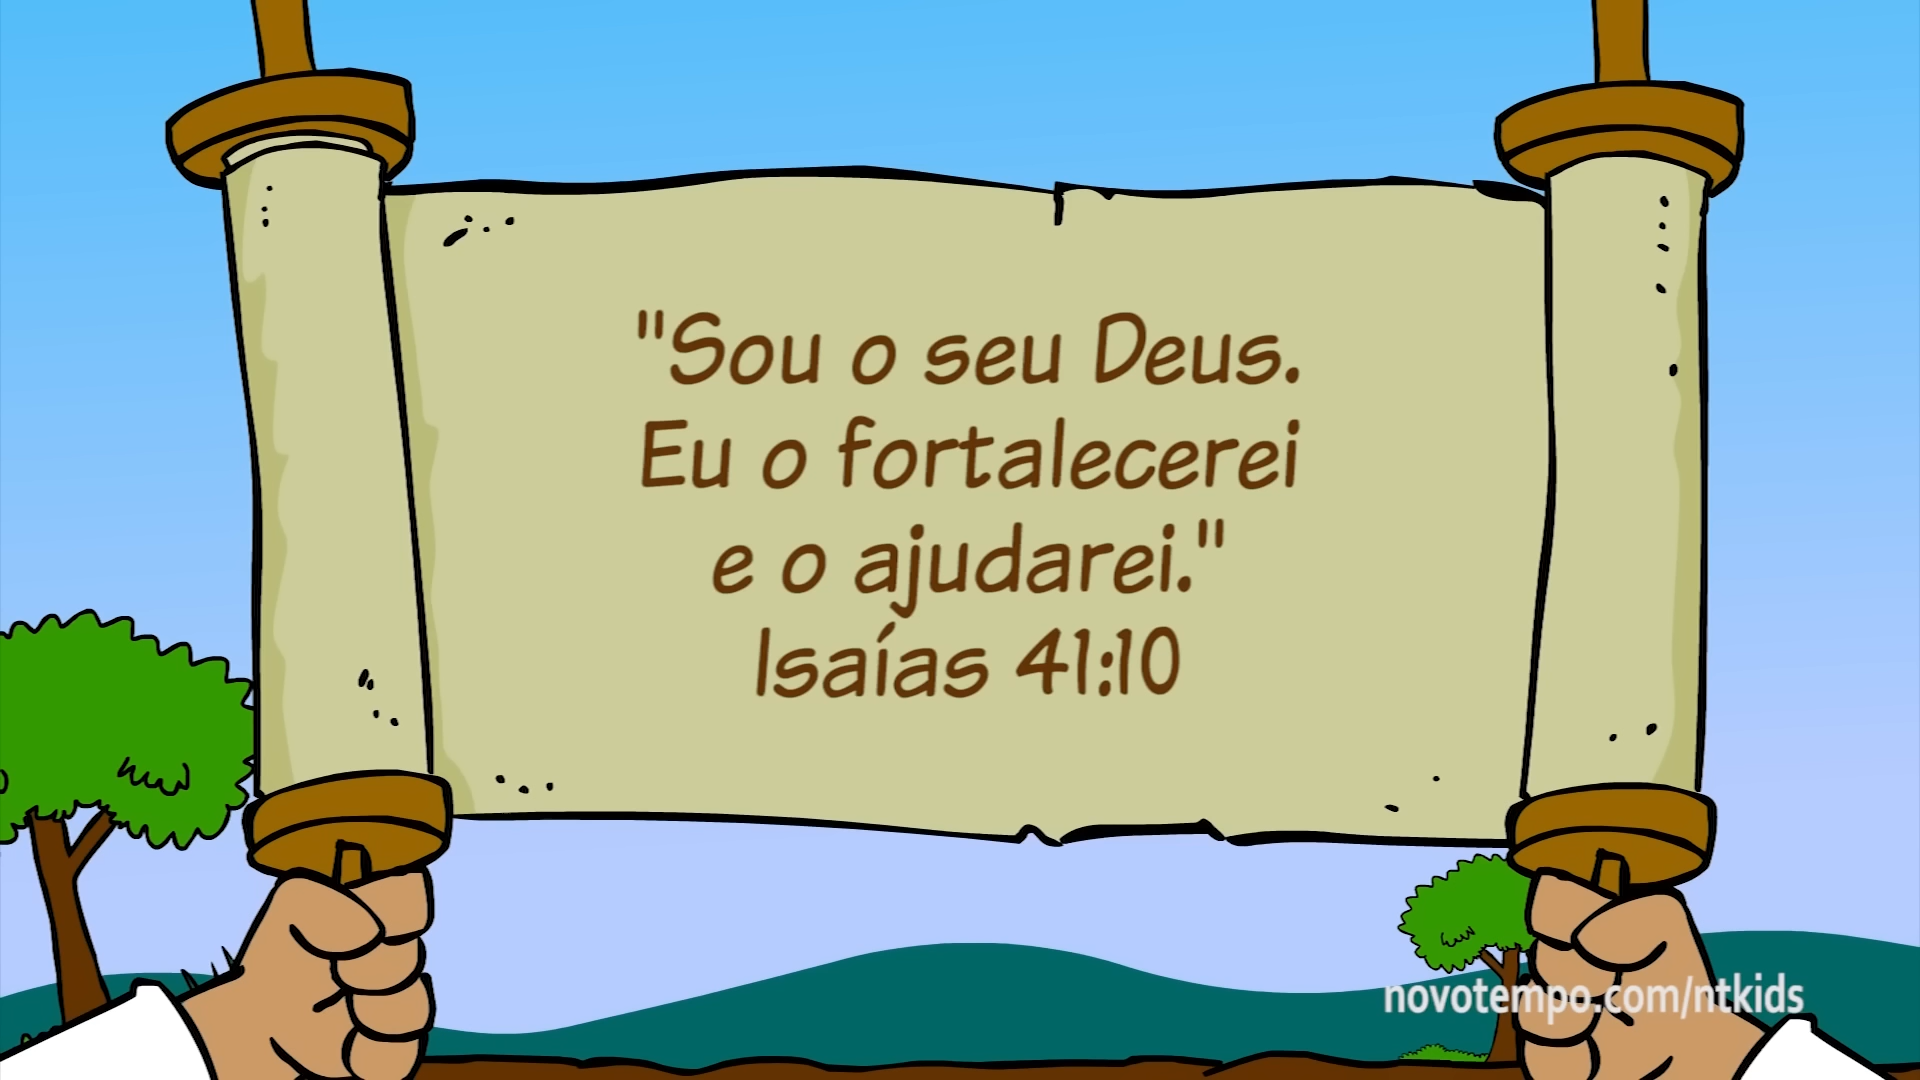 "Sou o seu Deus.
Eu o fortalecerei
e o ajudarei."
Isaías 41:10
novotempo.com/ntkids